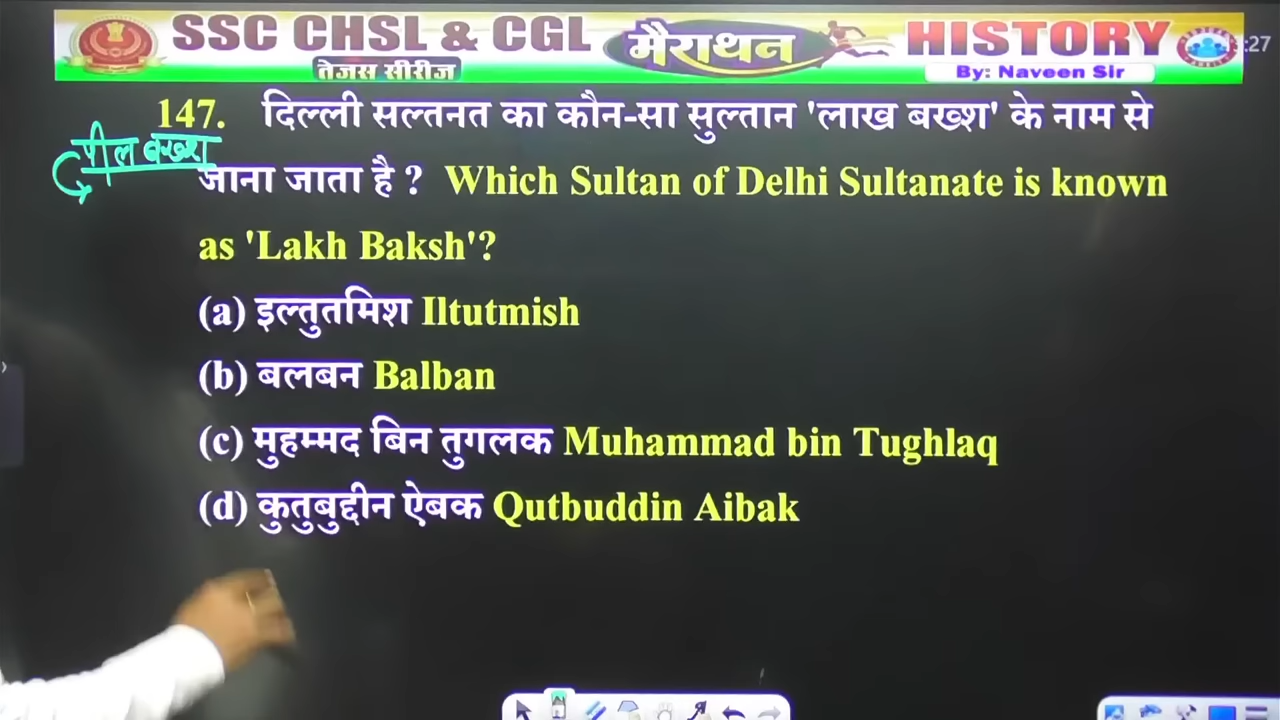 SSC CHSL & CGL मैराथन HISTORY
तेजस सीरीज By: Naveen Sir
:27
147. दिल्ली सल्तनत का कौन-सा सुल्तान 'लाख बख्श' के नाम से
पील बख्श
जाना जाता है ? Which Sultan of Delhi Sultanate is known
as 'Lakh Baksh'?
(a) इल्तुतमिश Iltutmish
(b) बलबन Balban
(c) मुहम्मद बिन तुगलक Muhammad bin Tughlaq
(d) कुतुबुद्दीन ऐबक Qutbuddin Aibak